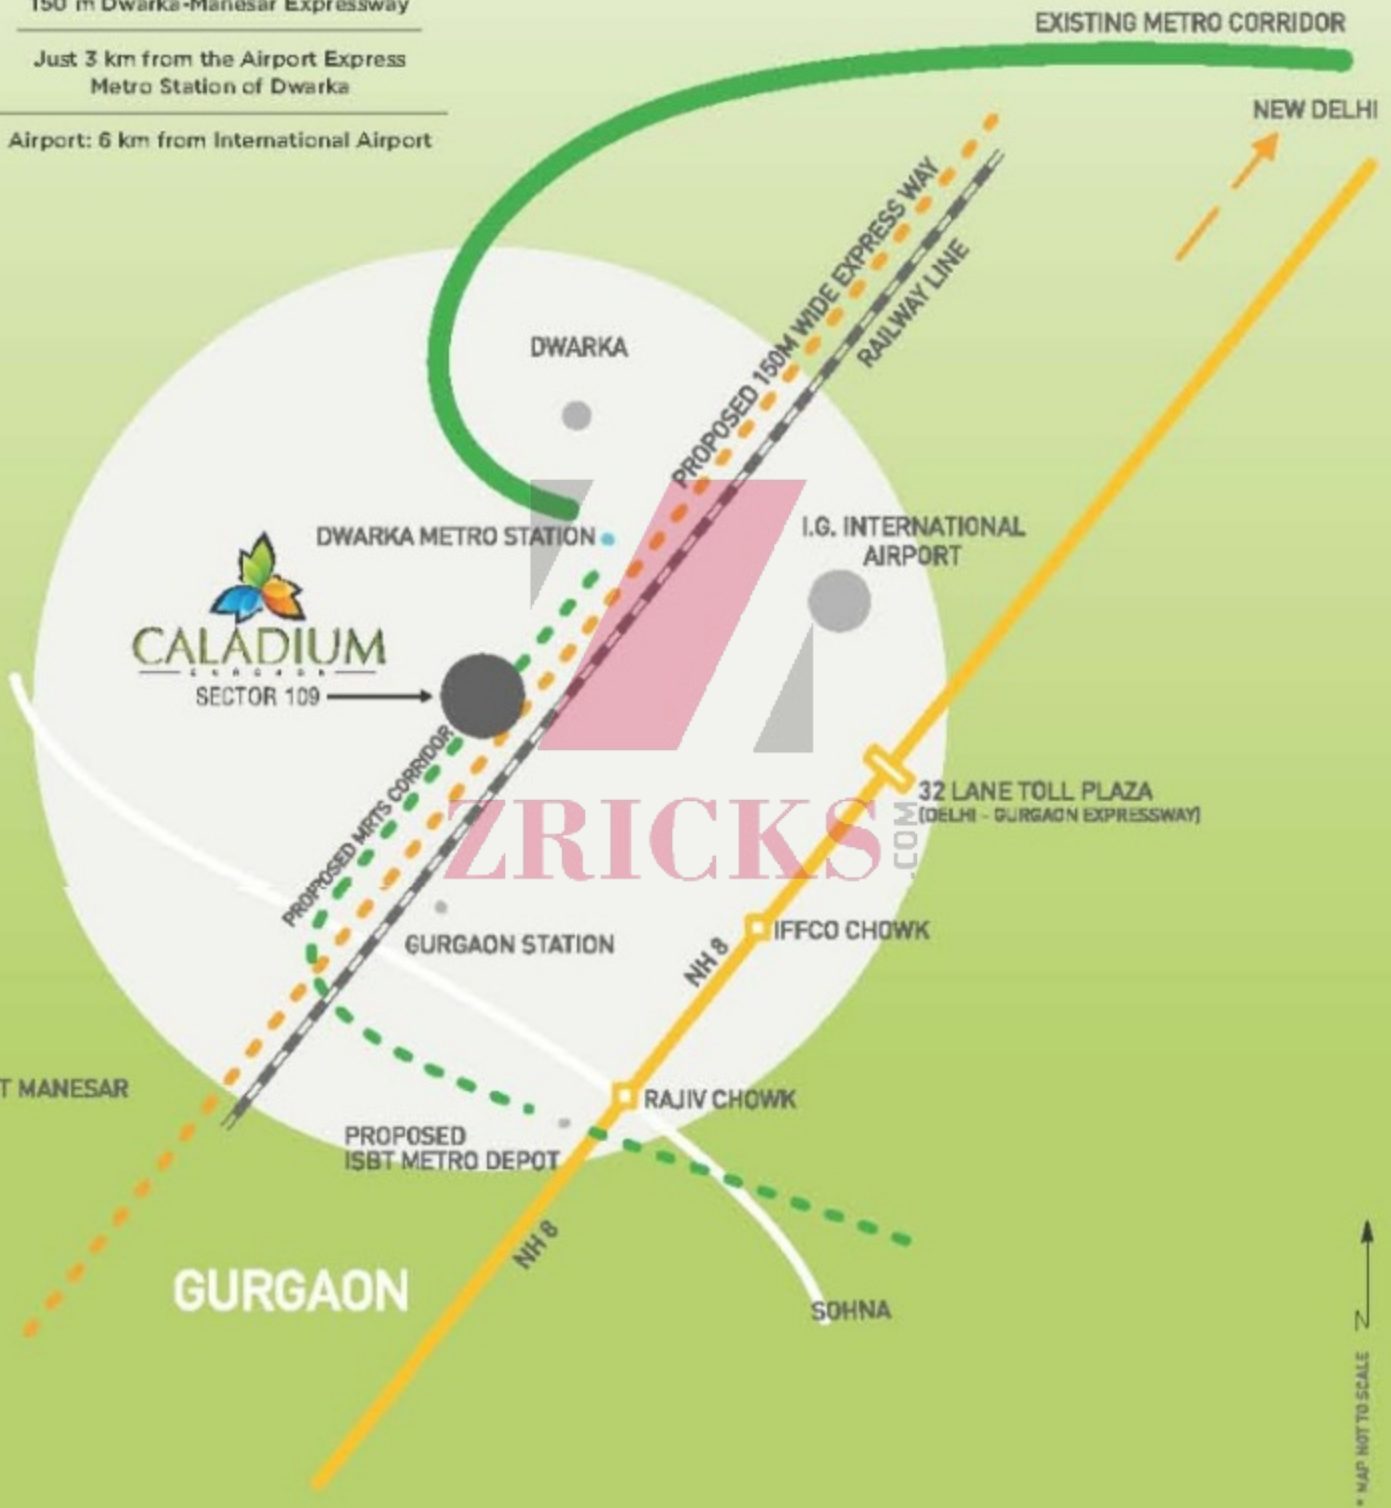 150 m Dwarka-Manesar Expressway
Just 3 km from the Airport Express
Metro Station of Dwarka
Airport: 6 km from International Airport
EXISTING METRO CORRIDOR
NEW DELHI
PROPOSED 150M WIDE EXPRESS WAY
RAILWAY LINE
DWARKA
DWARKA METRO STATION
I.G. INTERNATIONAL
AIRPORT
CALADIUM
GURGAON
SECTOR 109
PROPOSED MRTS CORRIDOR
32 LANE TOLL PLAZA
(DELHI - GURGAON EXPRESSWAY)
ZRICKS
.COM
IFFCO CHOWK
GURGAON STATION
NH 8
T MANESAR
RAJIV CHOWK
PROPOSED
ISBT METRO DEPOT
NH 8
GURGAON
SOHNA
N
* MAP NOT TO SCALE